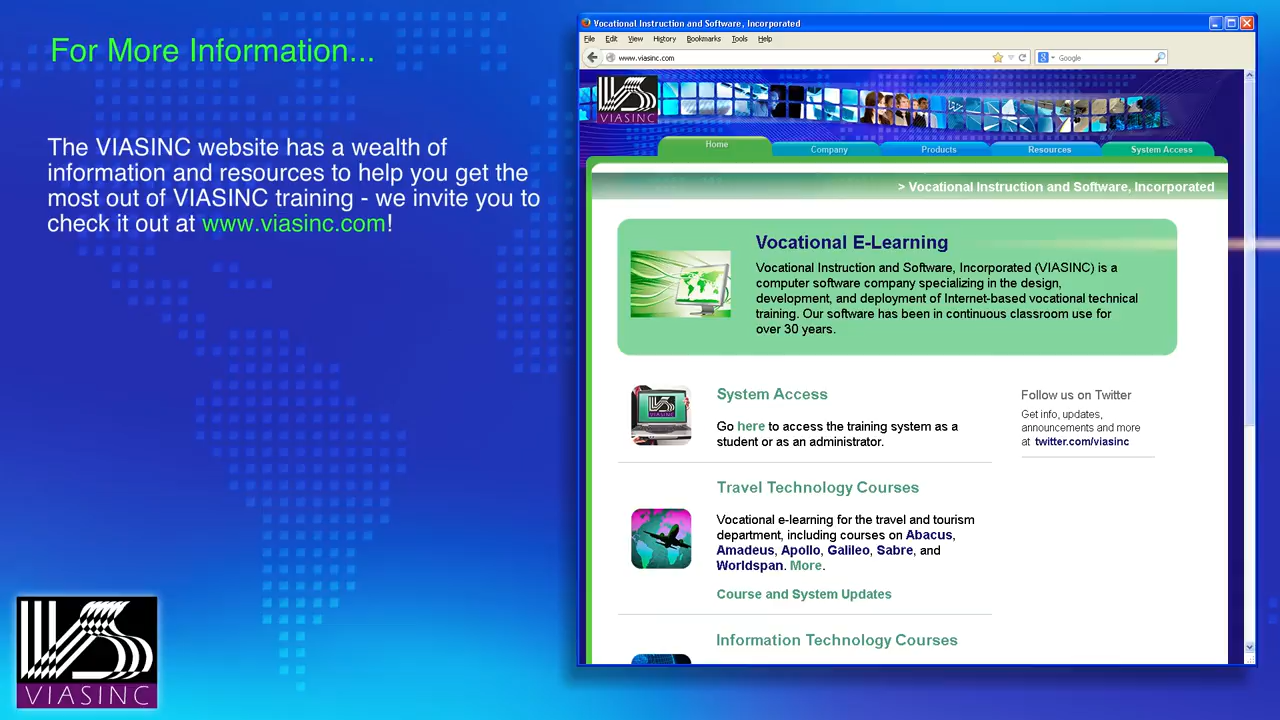 For More Information...
The VIASINC website has a wealth of
information and resources to help you get the
most out of VIASINC training - we invite you to
check it out at www.viasinc.com!
VIASINC
Vocational Instruction and Software, Incorporated
File Edit View History Bookmarks Tools Help
www.viasinc.com
Google
VIASINC
Home Company Products Resources System Access
> Vocational Instruction and Software, Incorporated
Vocational E-Learning
Vocational Instruction and Software, Incorporated (VIASINC) is a
computer software company specializing in the design,
development, and deployment of Internet-based vocational technical
training. Our software has been in continuous classroom use for
over 30 years.
System Access
Go here to access the training system as a
student or as an administrator.
Follow us on Twitter
Get info, updates,
announcements and more
at twitter.com/viasinc
Travel Technology Courses
Vocational e-learning for the travel and tourism
department, including courses on Abacus,
Amadeus, Apollo, Galileo, Sabre, and
Worldspan. More.
Course and System Updates
Information Technology Courses